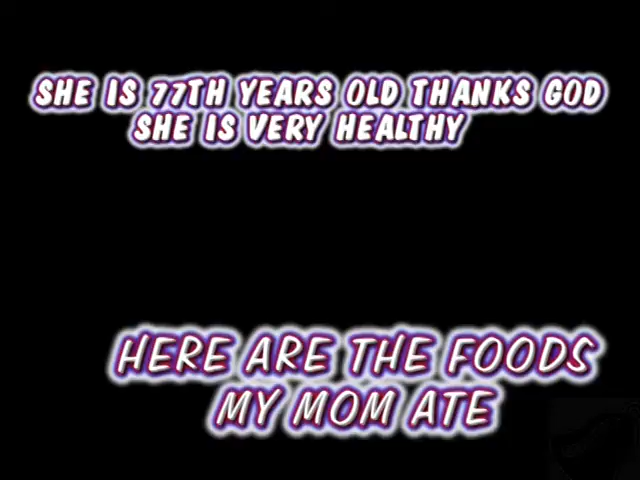 SHE IS 77TH YEARS OLD THANKS GOD
SHE IS VERY HEALTHY
HERE ARE THE FOODS
MY MOM ATE